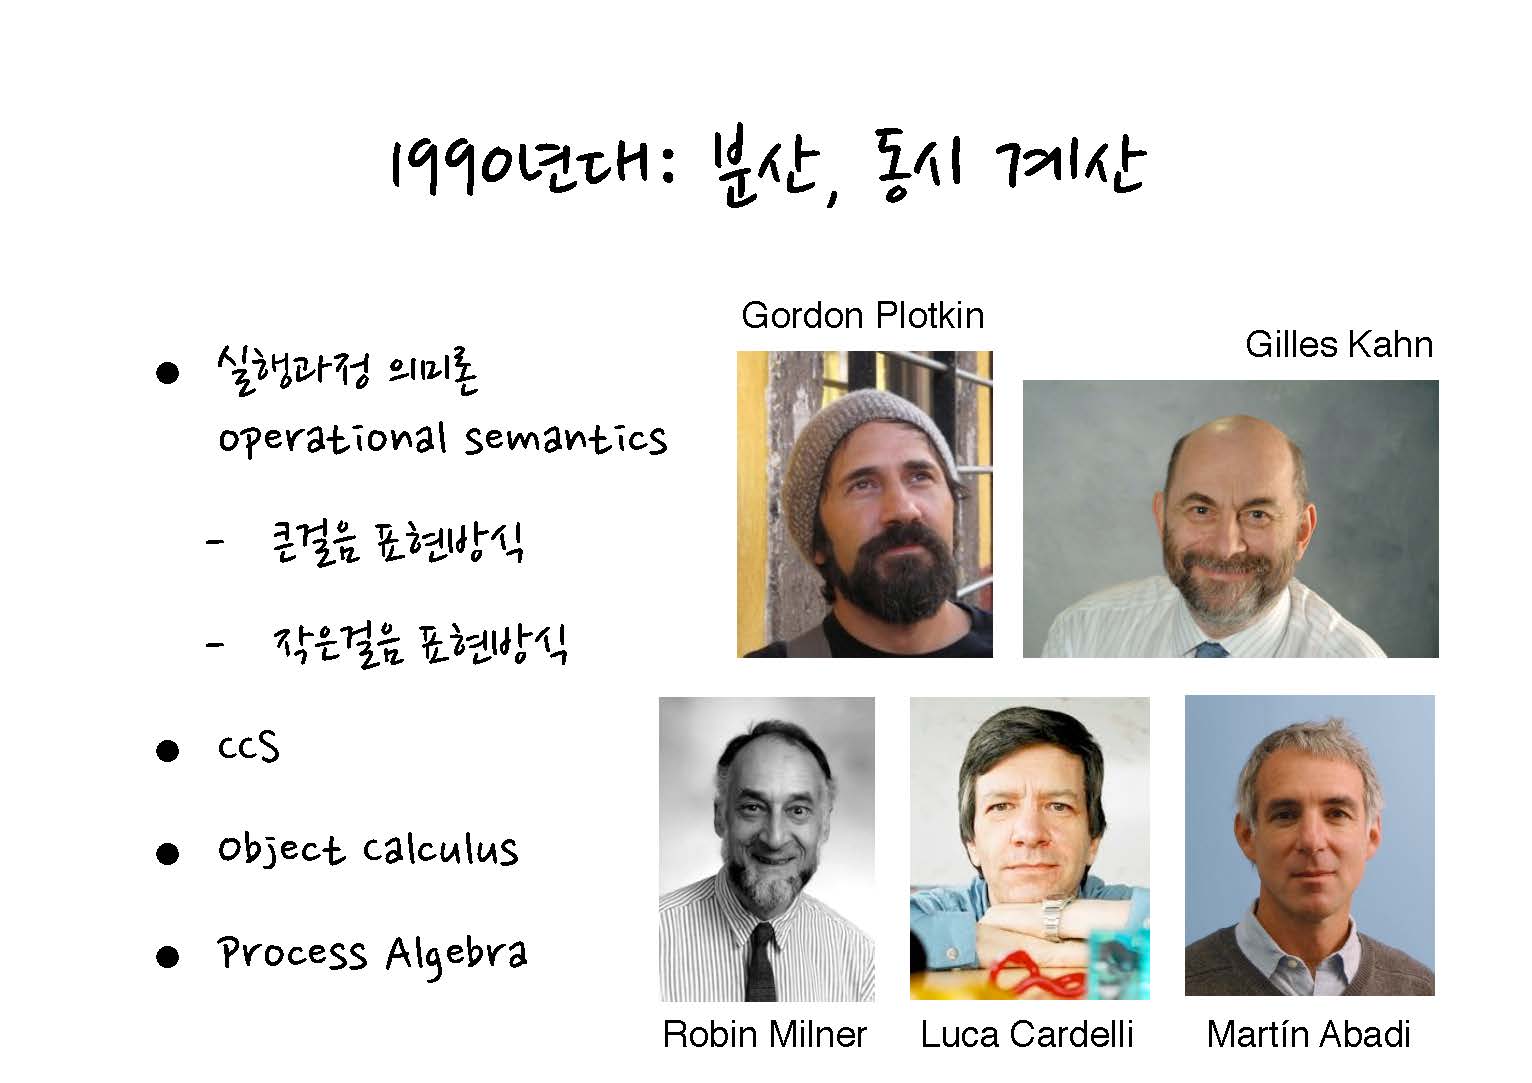 1990년대: 분산, 동시 계산
● 실행과정 의미론
operational semantics
- 큰걸음 표현방식
- 작은걸음 표현방식
● ccS
● Object calculus
● Process Algebra
Gordon Plotkin
Gilles Kahn
Robin Milner
Luca Cardelli
Martín Abadi